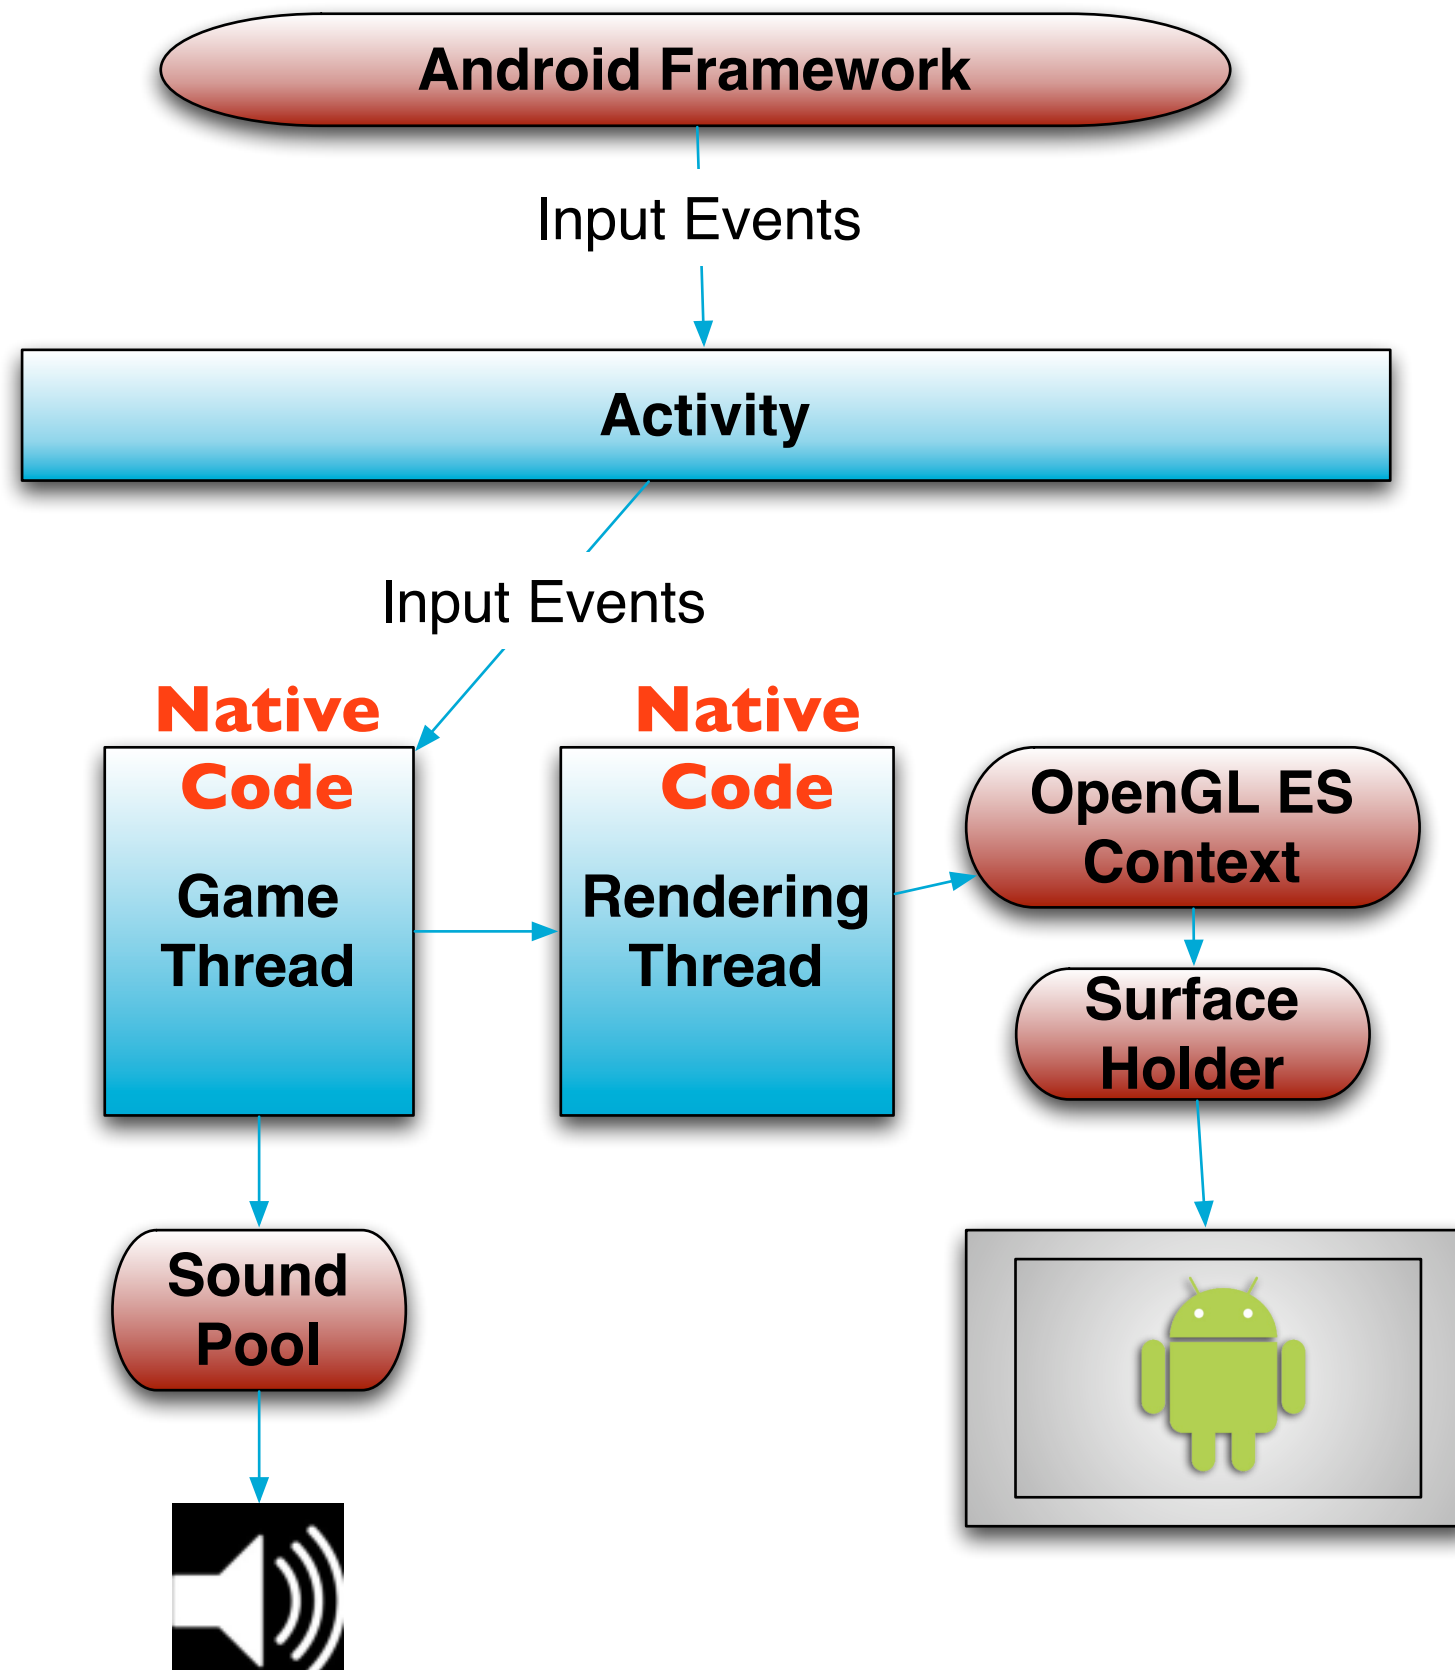 Android Framework
Input Events
Activity
Input Events
Native
Code
Game
Thread
Native
Code
Rendering
Thread
OpenGL ES
Context
Surface
Holder
Sound
Pool